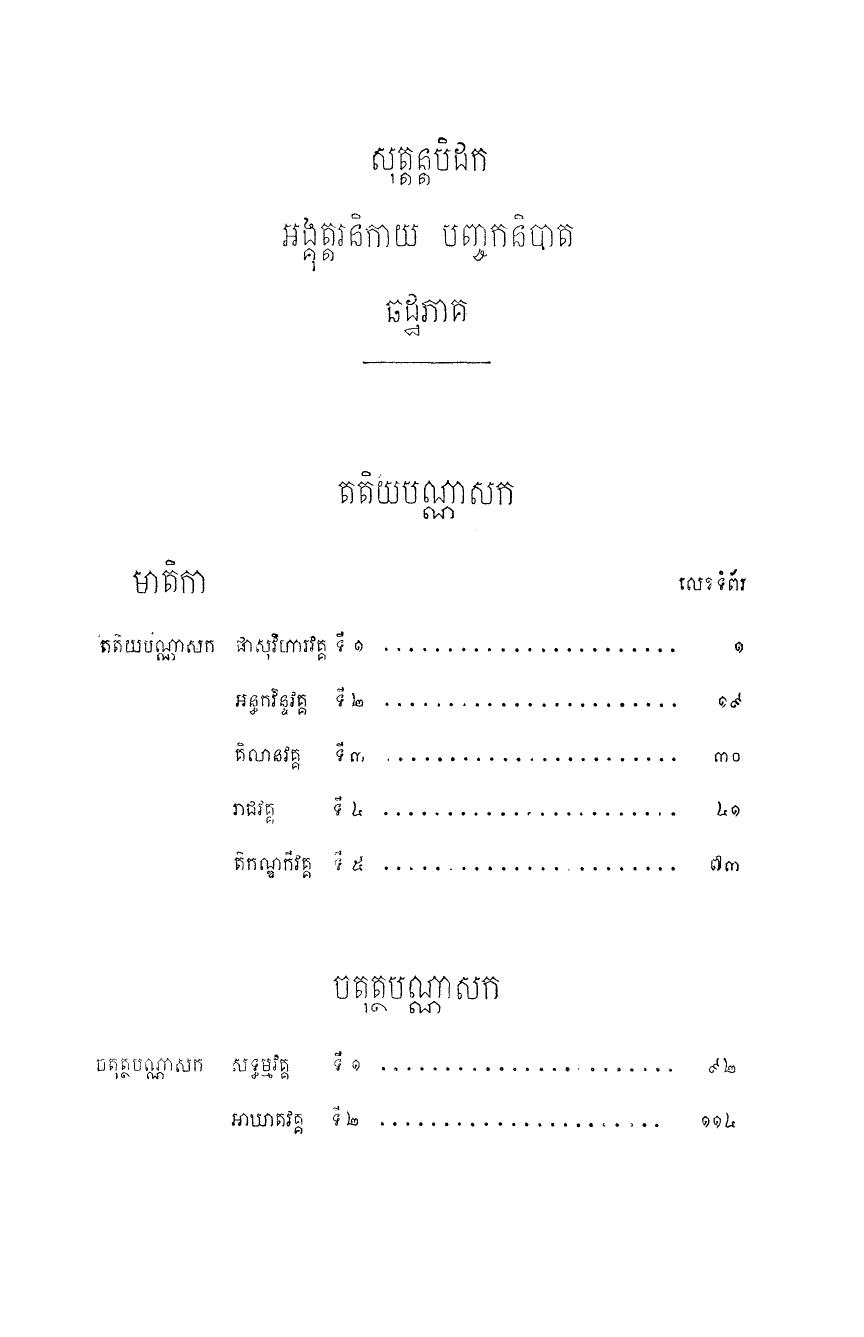 សុត្តន្តបិដក
អង្គុត្តរនិកាយ បញ្ចកនិបាត
ឆដ្ឋភាគ
តតិយបណ្ណាសក
មាតិកា លេខទំព័រ
តតិយបណ្ណាសក ផាសុវិហារវគ្គ ទី ១ ........................ ១
អន្ធកវិន្ទវគ្គ ទី ២ ........................ ១៩
គិលានវគ្គ ទី ៣ ........................ ៣០
រាជវគ្គ ទី ៤ ........................ ៤១
តិកណ្ឌកីវគ្គ ទី ៥ ........................ ៧៣
ចតុត្ថបណ្ណាសក
ចតុត្ថបណ្ណាសក សទ្ធម្មវគ្គ ទី ១ ........................ ៩២
អាឃាតវគ្គ ទី ២ ....................... ១១៤